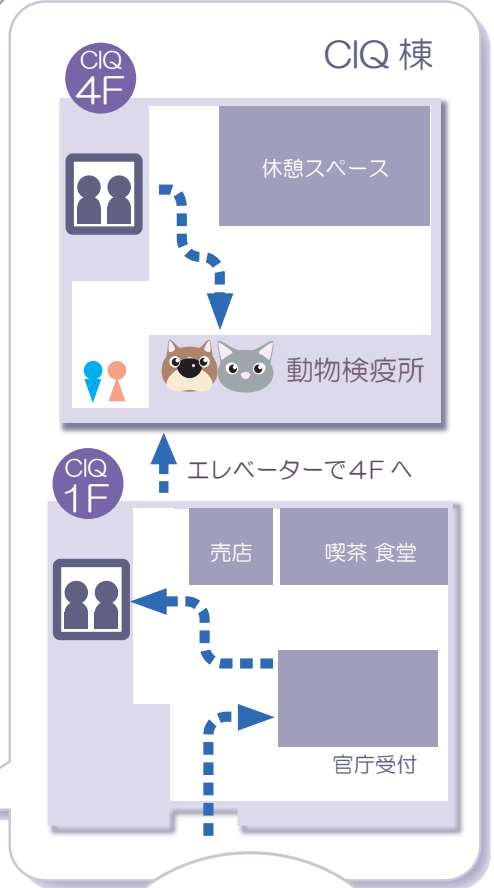 CIQ 棟
CIQ
4F
休憩スペース
動物検疫所
エレベーターで4Fへ
CIQ
1F
売店
喫茶 食堂
官庁受付